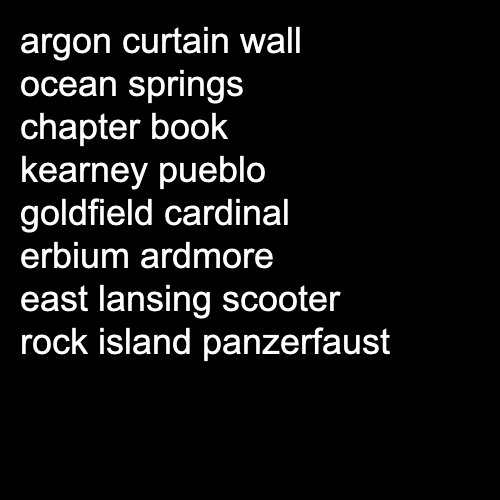 argon curtain wall
ocean springs
chapter book
kearney pueblo
goldfield cardinal
erbium ardmore
east lansing scooter
rock island panzerfaust